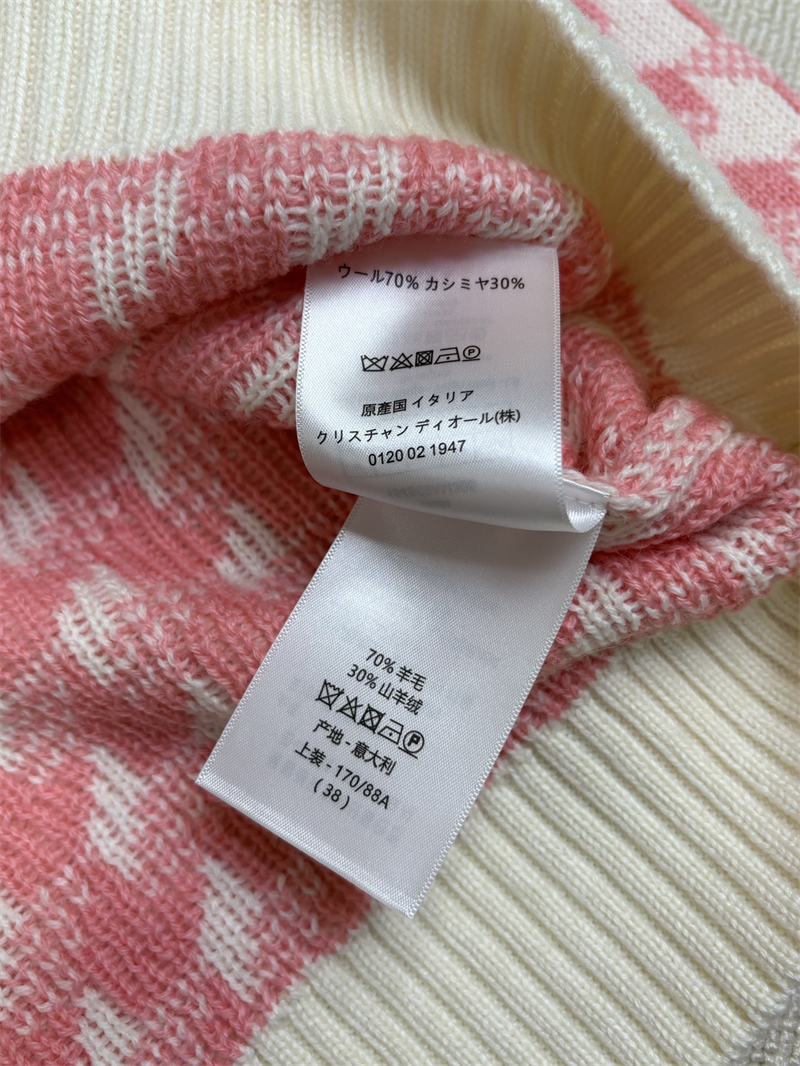 ウール70% カシミヤ30%
原産国 イタリア
クリスチャン ディオール(株)
0120 02 1947
70% 羊毛
30% 山羊绒
产地 - 意大利
上装 - 170/88A
( 38 )